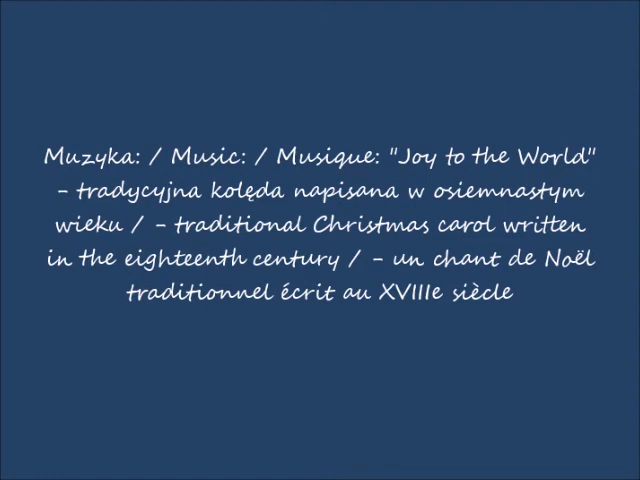 Muzyka: / Music: / Musique: "Joy to the World"
- tradycyjna kolęda napisana w osiemnastym
wieku / - traditional Christmas carol written
in the eighteenth century / - un chant de Noël
traditionnel écrit au XVIIIe siècle